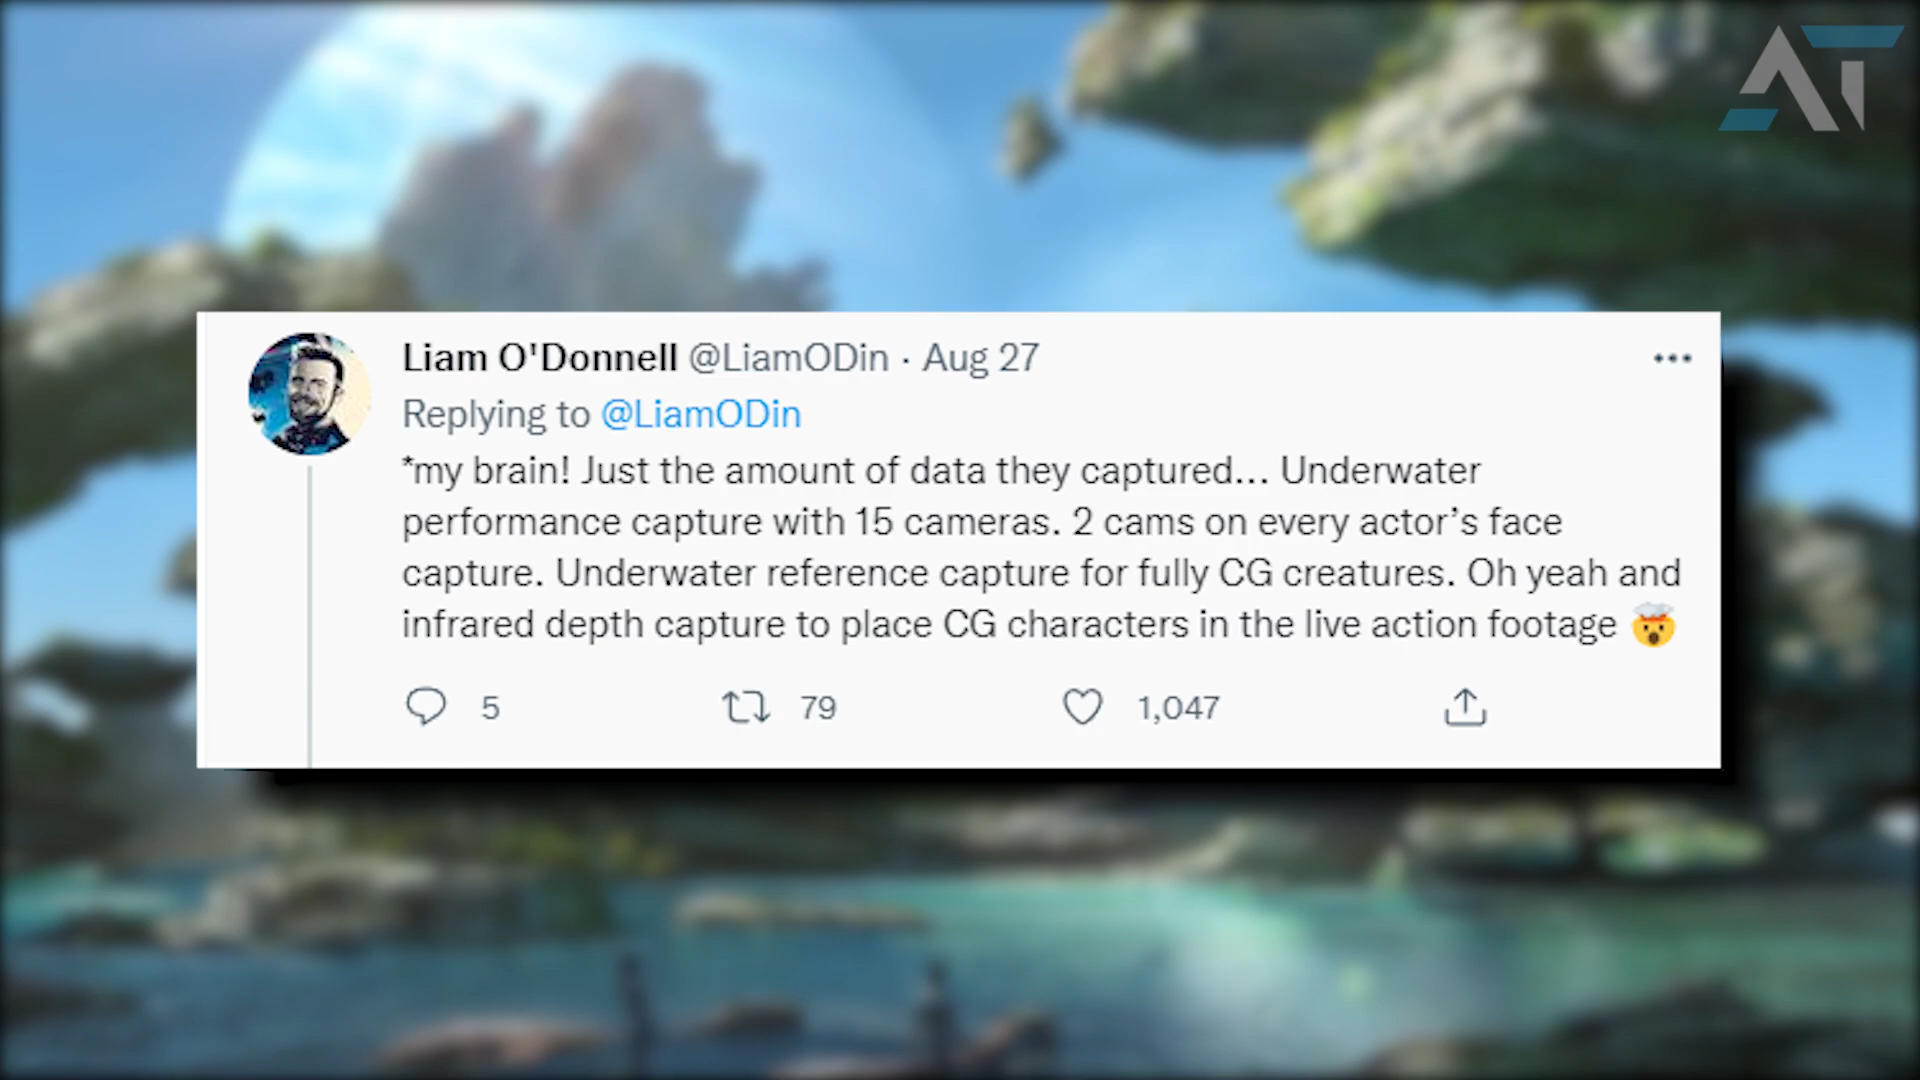 AT
Liam O'Donnell @LiamODin · Aug 27
Replying to @LiamODin
*my brain! Just the amount of data they captured... Underwater
performance capture with 15 cameras. 2 cams on every actor’s face
capture. Underwater reference capture for fully CG creatures. Oh yeah and
infrared depth capture to place CG characters in the live action footage 🤯
5 79 1,047